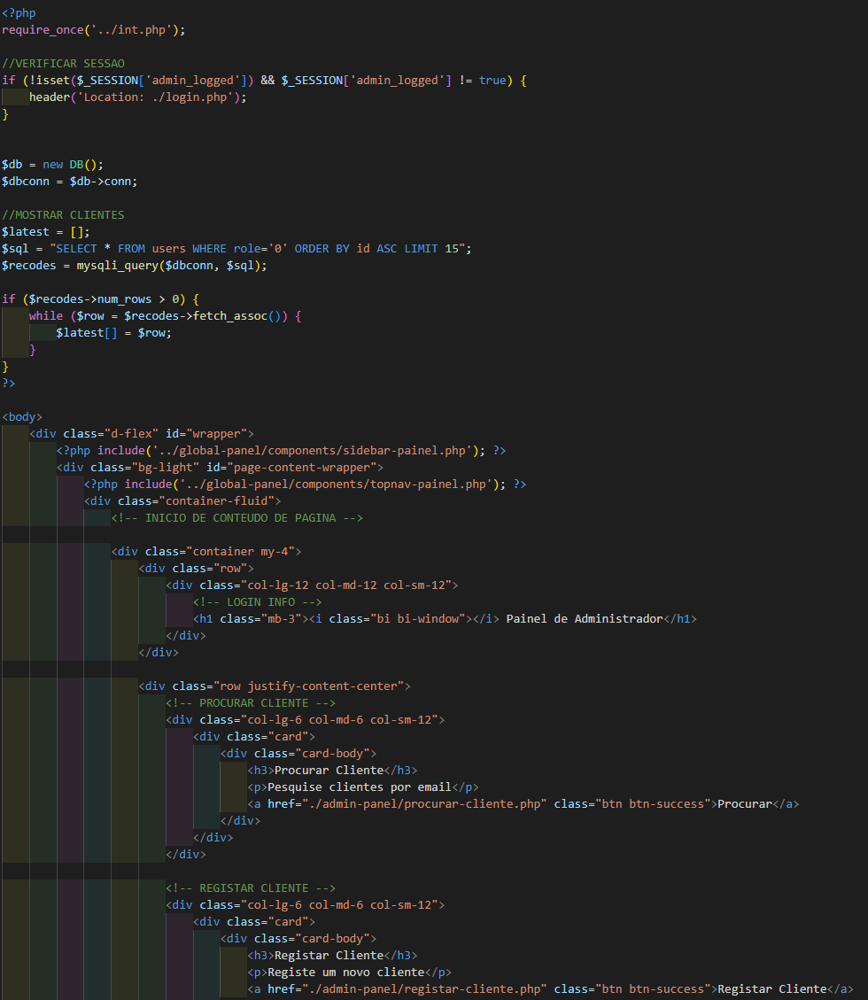 <?php
require_once('../int.php');
//VERIFICAR SESSAO
if (!isset($_SESSION['admin_logged']) && $_SESSION['admin_logged'] != true) {
header('Location: ./login.php');
}
$db = new DB();
$dbconn = $db->conn;
//MOSTRAR CLIENTES
$latest = [];
$sql = "SELECT * FROM users WHERE role='0' ORDER BY id ASC LIMIT 15";
$recodes = mysqli_query($dbconn, $sql);
if ($recodes->num_rows > 0) {
while ($row = $recodes->fetch_assoc()) {
$latest[] = $row;
}
}
?>
<body>
<div class="d-flex" id="wrapper">
<?php include('../global-panel/components/sidebar-painel.php'); ?>
<div class="bg-light" id="page-content-wrapper">
<?php include('../global-panel/components/topnav-painel.php'); ?>
<div class="container-fluid">
<!-- INICIO DE CONTEUDO DE PAGINA -->
<div class="container my-4">
<div class="row">
<div class="col-lg-12 col-md-12 col-sm-12">
<!-- LOGIN INFO -->
<h1 class="mb-3"><i class="bi bi-window"></i> Painel de Administrador</h1>
</div>
</div>
<div class="row justify-content-center">
<!-- PROCURAR CLIENTE -->
<div class="col-lg-6 col-md-6 col-sm-12">
<div class="card">
<div class="card-body">
<h3>Procurar Cliente</h3>
<p>Pesquise clientes por email</p>
<a href="./admin-panel/procurar-cliente.php" class="btn btn-success">Procurar</a>
</div>
</div>
</div>
<!-- REGISTAR CLIENTE -->
<div class="col-lg-6 col-md-6 col-sm-12">
<div class="card">
<div class="card-body">
<h3>Registar Cliente</h3>
<p>Registe um novo cliente</p>
<a href="./admin-panel/registar-cliente.php" class="btn btn-success">Registar Cliente</a>